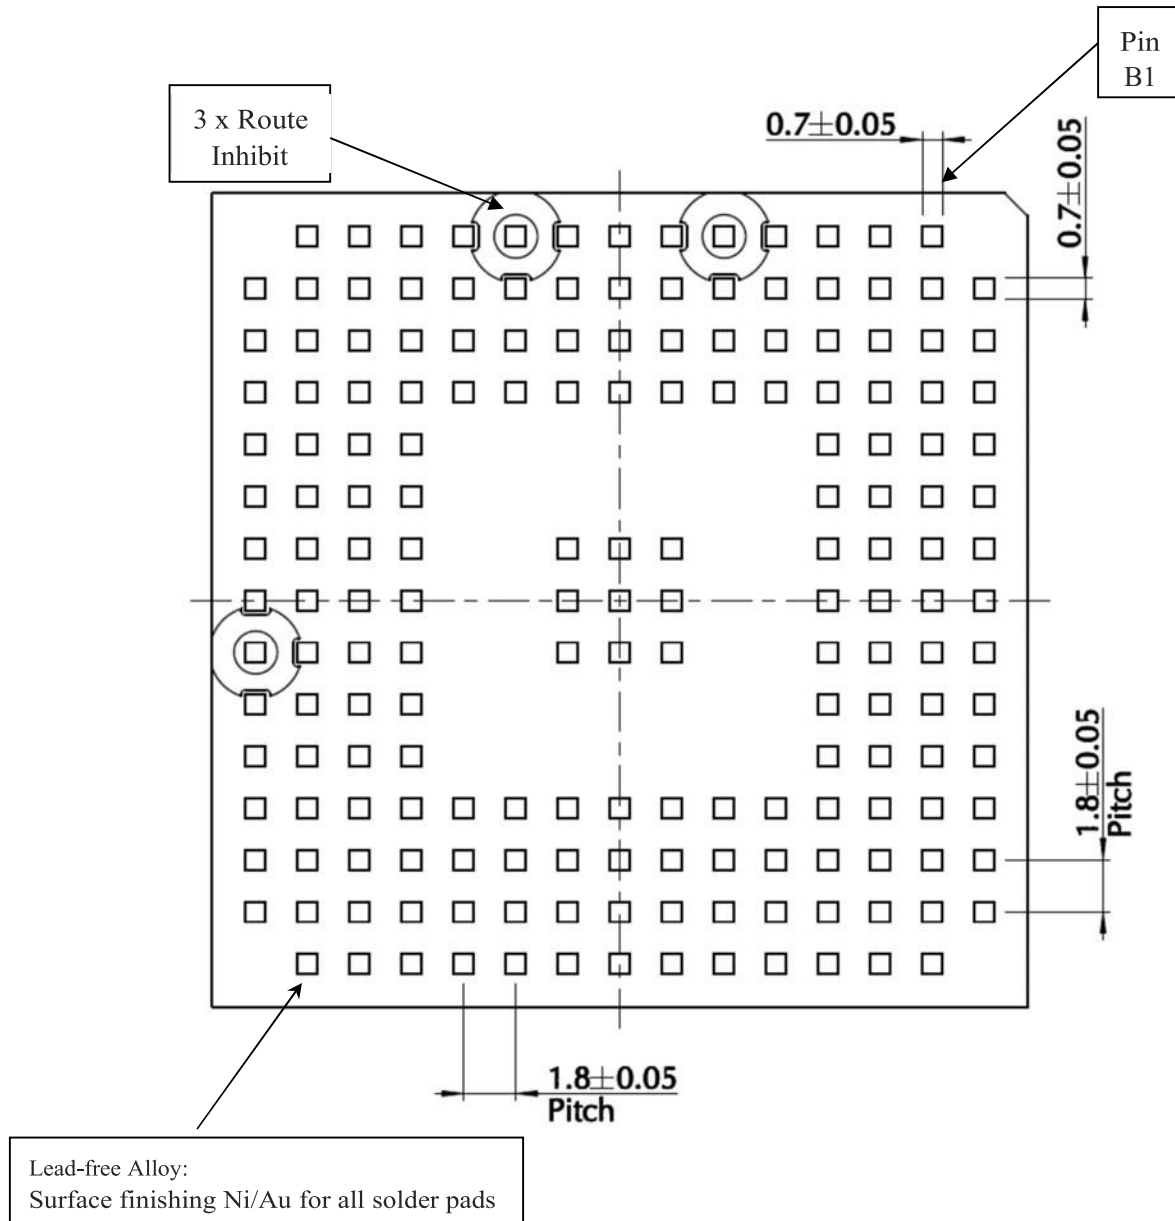 Pin
B1
3 x Route
Inhibit
0.7±0.05
0.7±0.05
1.8±0.05
Pitch
1.8±0.05
Pitch
Lead-free Alloy:
Surface finishing Ni/Au for all solder pads